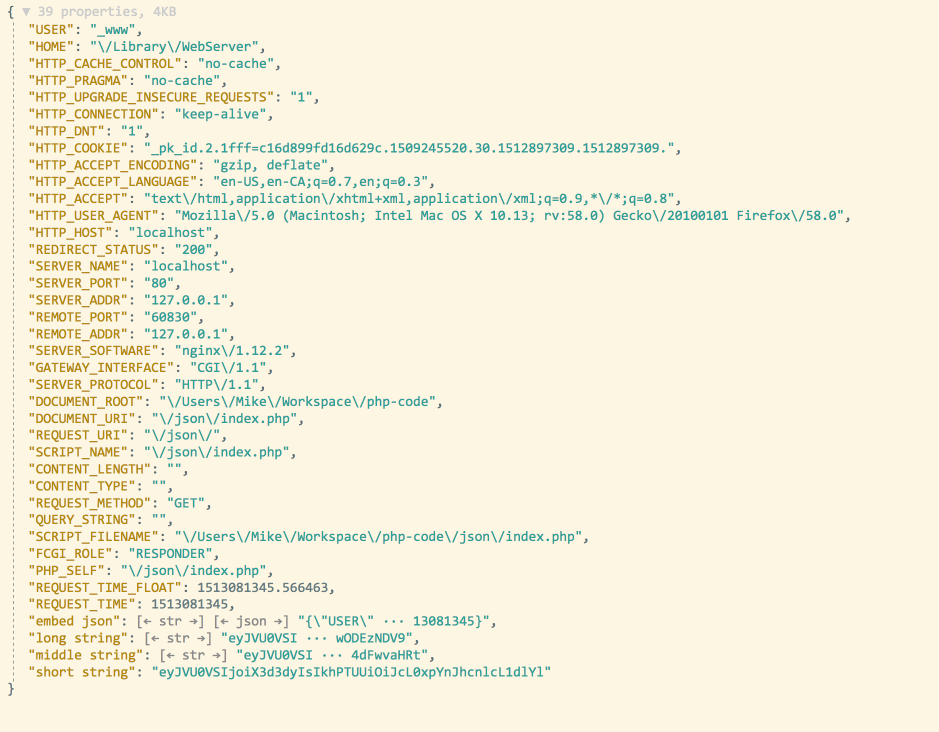 { ▼ 39 properties, 4KB
"USER": "_www",
"HOME": "\/Library\/WebServer",
"HTTP_CACHE_CONTROL": "no-cache",
"HTTP_PRAGMA": "no-cache",
"HTTP_UPGRADE_INSECURE_REQUESTS": "1",
"HTTP_CONNECTION": "keep-alive",
"HTTP_DNT": "1",
"HTTP_COOKIE": "_pk_id.2.1fff=c16d899fd16d629c.1509245520.30.1512897309.1512897309.",
"HTTP_ACCEPT_ENCODING": "gzip, deflate",
"HTTP_ACCEPT_LANGUAGE": "en-US,en-CA;q=0.7,en;q=0.3",
"HTTP_ACCEPT": "text\/html,application\/xhtml+xml,application\/xml;q=0.9,*\/*;q=0.8",
"HTTP_USER_AGENT": "Mozilla\/5.0 (Macintosh; Intel Mac OS X 10.13; rv:58.0) Gecko\/20100101 Firefox\/58.0",
"HTTP_HOST": "localhost",
"REDIRECT_STATUS": "200",
"SERVER_NAME": "localhost",
"SERVER_PORT": "80",
"SERVER_ADDR": "127.0.0.1",
"REMOTE_PORT": "60830",
"REMOTE_ADDR": "127.0.0.1",
"SERVER_SOFTWARE": "nginx\/1.12.2",
"GATEWAY_INTERFACE": "CGI\/1.1",
"SERVER_PROTOCOL": "HTTP\/1.1",
"DOCUMENT_ROOT": "\/Users\/Mike\/Workspace\/php-code",
"DOCUMENT_URI": "\/json\/index.php",
"REQUEST_URI": "\/json\/",
"SCRIPT_NAME": "\/json\/index.php",
"CONTENT_LENGTH": "",
"CONTENT_TYPE": "",
"REQUEST_METHOD": "GET",
"QUERY_STRING": "",
"SCRIPT_FILENAME": "\/Users\/Mike\/Workspace\/php-code\/json\/index.php",
"FCGI_ROLE": "RESPONDER",
"PHP_SELF": "\/json\/index.php",
"REQUEST_TIME_FLOAT": 1513081345.566463,
"REQUEST_TIME": 1513081345,
"embed json": [← str →] [← json →] "{\"USER\" ··· 13081345}",
"long string": [← str →] "eyJVU0VSI ··· wODEzNDV9",
"middle string": [← str →] "eyJVU0VSI ··· 4dFwvaHRt",
"short string": "eyJVU0VSIjoiX3d3dyIsIkhPTUUiOiJcL0xpYnJhcnlcL1dlYl"
}